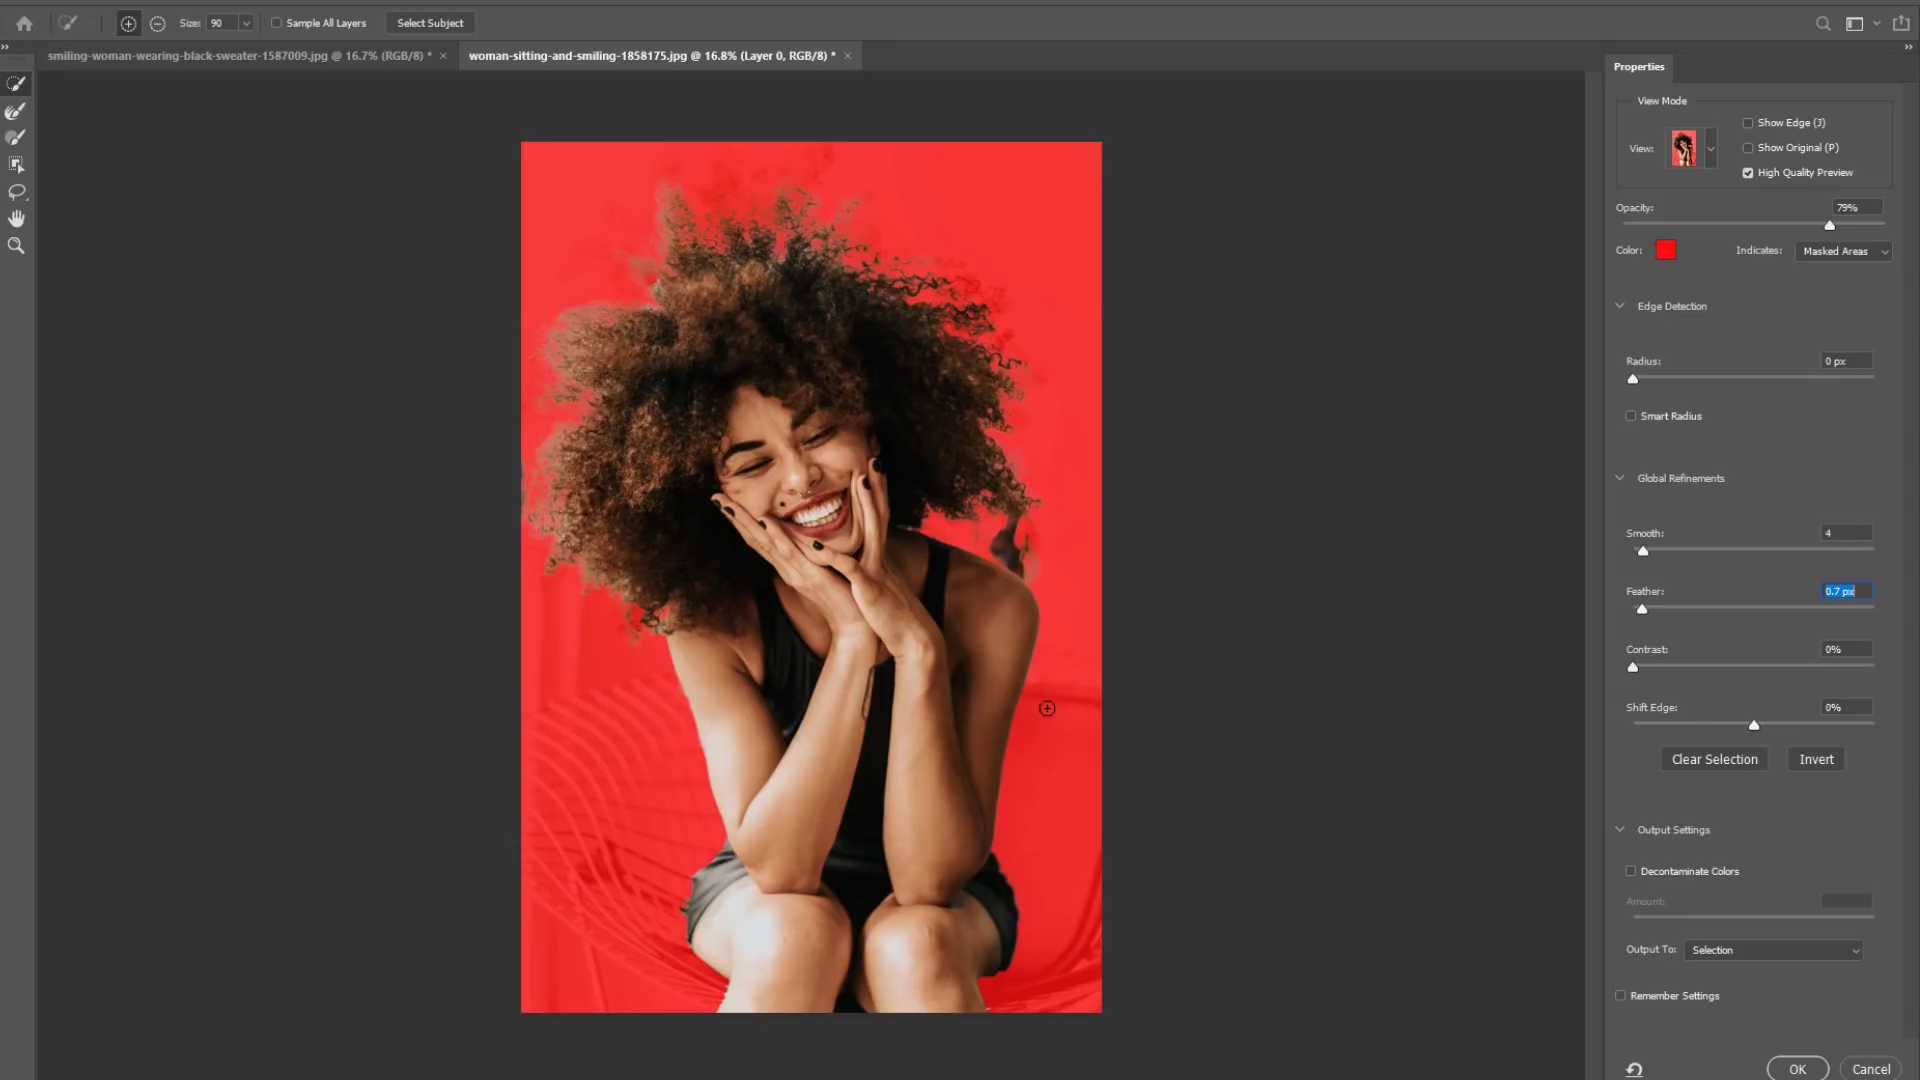 Size: 90 Sample All Layers Select Subject
smiling-woman-wearing-black-sweater-1587009.jpg @ 16.7% (RGB/8) * × woman-sitting-and-smiling-1858175.jpg @ 16.8% (Layer 0, RGB/8) * ×
Properties
View Mode
Show Edge (J)
View:
Show Original (P)
High Quality Preview
Opacity: 79%
Color: Indicates: Masked Areas
Edge Detection
Radius: 0 px
Smart Radius
Global Refinements
Smooth: 4
Feather: 0.7 px
Contrast: 0%
Shift Edge: 0%
Clear Selection Invert
Output Settings
Decontaminate Colors
Amount:
Output To: Selection
Remember Settings
OK Cancel